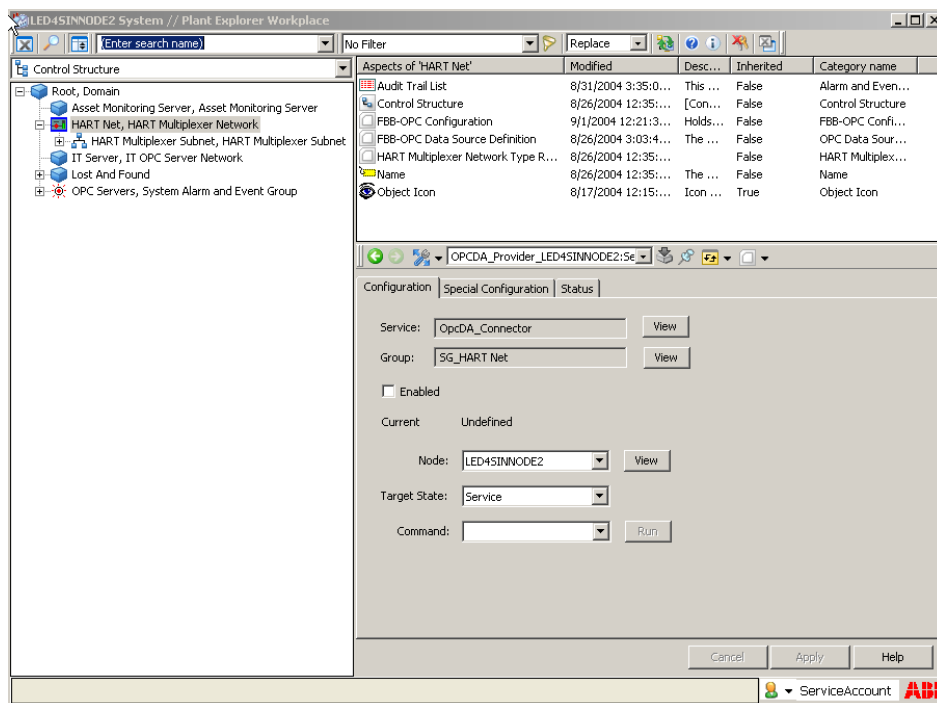 LED4SINNODE2 System // Plant Explorer Workplace
(Enter search name)
No Filter
Replace
Control Structure
Root, Domain
Asset Monitoring Server, Asset Monitoring Server
HART Net, HART Multiplexer Network
HART Multiplexer Subnet, HART Multiplexer Subnet
IT Server, IT OPC Server Network
Lost And Found
OPC Servers, System Alarm and Event Group
Aspects of 'HART Net' Modified Desc... Inherited Category name
Audit Trail List 8/31/2004 3:35:0... This ... False Alarm and Even...
Control Structure 8/26/2004 12:35:... [Con... False Control Structure
FBB-OPC Configuration 9/1/2004 12:21:3... Holds... False FBB-OPC Confi...
FBB-OPC Data Source Definition 8/26/2004 3:03:4... The ... False OPC Data Sour...
HART Multiplexer Network Type R... 8/26/2004 12:35:... False HART Multiplex...
Name 8/26/2004 12:35:... The ... False Name
Object Icon 8/17/2004 12:15:... Icon ... True Object Icon
OPCDA_Provider_LED4SINNODE2:Se
Configuration Special Configuration Status
Service: OpcDA_Connector View
Group: SG_HART Net View
Enabled
Current Undefined
Node: LED4SINNODE2 View
Target State: Service
Command: Run
Cancel Apply Help
ServiceAccount ABB